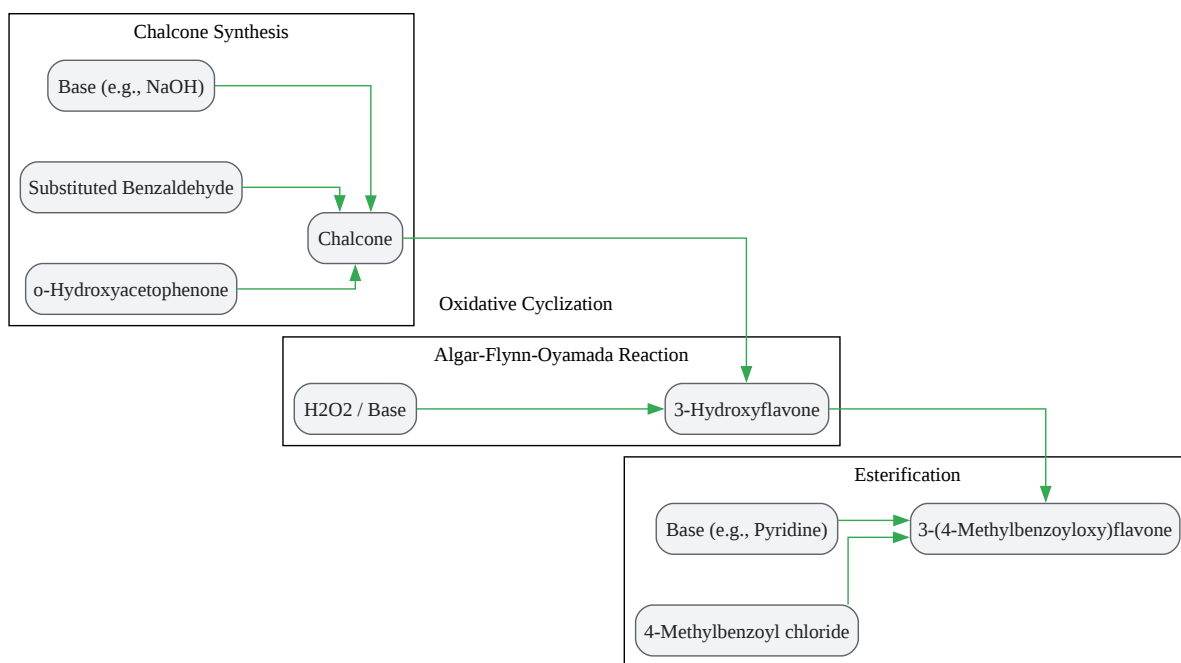 Chalcone Synthesis
Base (e.g., NaOH)
Substituted Benzaldehyde
Chalcone
o-Hydroxyacetophenone
Oxidative Cyclization
Algar-Flynn-Oyamada Reaction
H2O2 / Base
3-Hydroxyflavone
Esterification
Base (e.g., Pyridine)
3-(4-Methylbenzoyloxy)flavone
4-Methylbenzoyl chloride